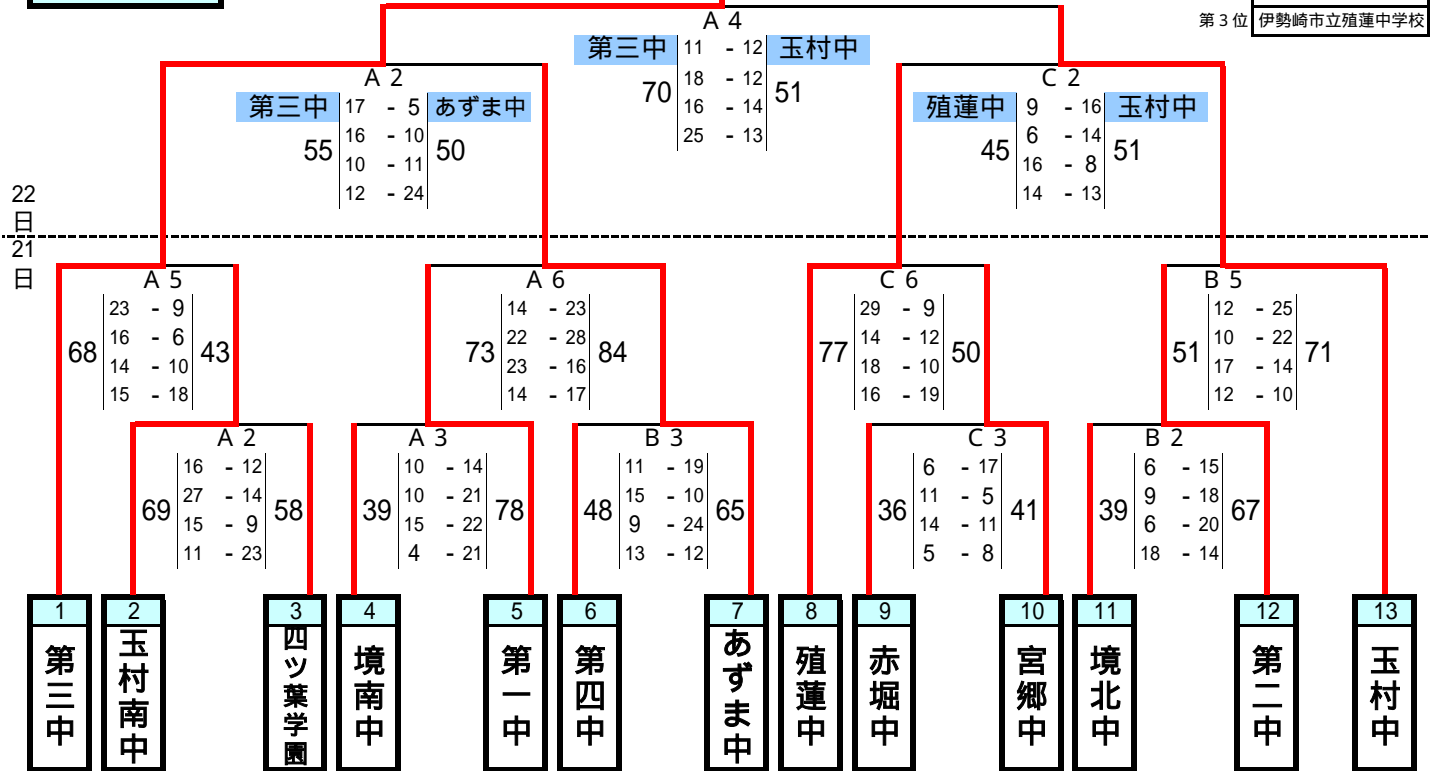 第３位 伊勢崎市立殖蓮中学校
A 4
第三中 11 - 12 玉村中
70 18 - 12 51
16 - 14
25 - 13
A 2
第三中 17 - 5 あずま中
55 16 - 10 50
10 - 11
12 - 24
C 2
殖蓮中 9 - 16 玉村中
45 6 - 14 51
16 - 8
14 - 13
22
日
21
日
A 5
23 - 9
68 16 - 6 43
14 - 10
15 - 18
A 6
14 - 23
73 22 - 28 84
23 - 16
14 - 17
C 6
29 - 9
77 14 - 12 50
18 - 10
16 - 19
B 5
12 - 25
51 10 - 22 71
17 - 14
12 - 10
A 2
16 - 12
69 27 - 14 58
15 - 9
11 - 23
A 3
10 - 14
39 10 - 21 78
15 - 22
4 - 21
B 3
11 - 19
48 15 - 10 65
9 - 24
13 - 12
C 3
6 - 17
36 11 - 5 41
14 - 11
5 - 8
B 2
6 - 15
39 9 - 18 67
6 - 20
18 - 14
1
第三中
2
玉村南中
3
四ツ葉学園
4
境南中
5
第一中
6
第四中
7
あずま中
8
殖蓮中
9
赤堀中
10
宮郷中
11
境北中
12
第二中
13
玉村中